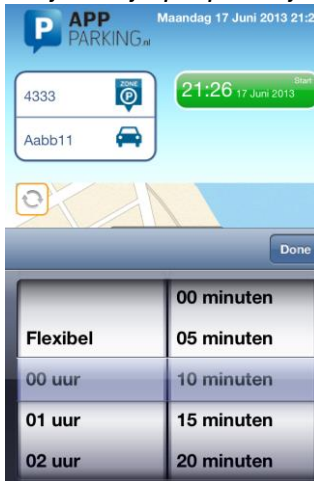 APP
PARKING.nl
Maandag 17 Juni 2013 21:2
4333
ZONE
P
Start
21:26 17 Juni 2013
Aabb11
Done
00 minuten
Flexibel 05 minuten
00 uur 10 minuten
01 uur 15 minuten
02 uur 20 minuten